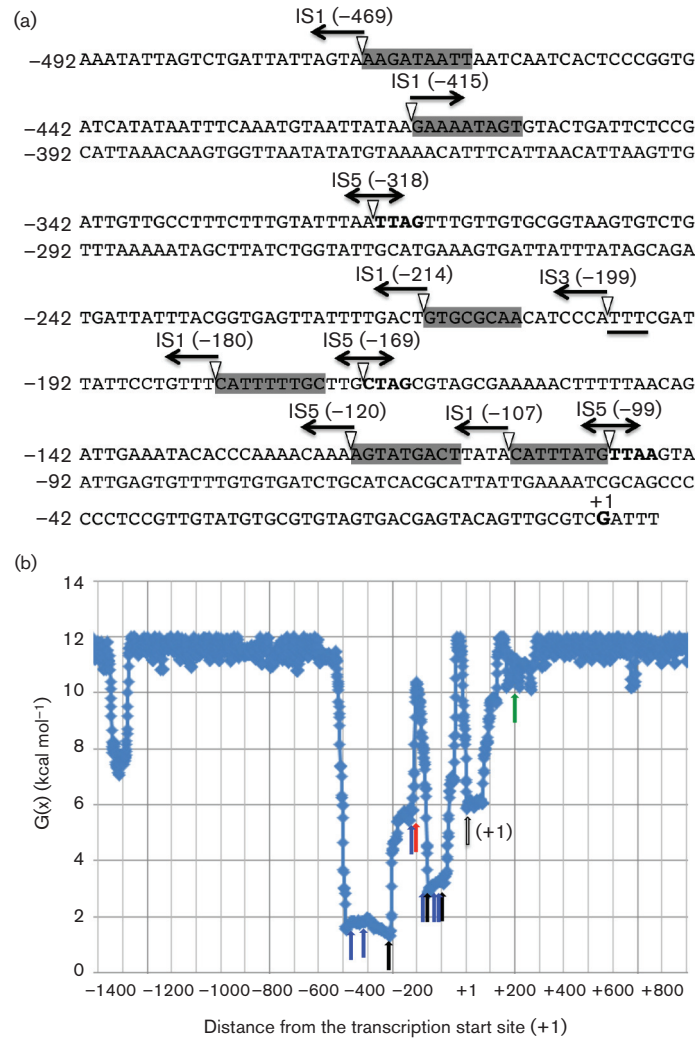 (a)
IS1 (−469)
−492 AAATATTAGTCTGATTATTAGTAAAGATAATTAATCAATCACTCCCGGTG
IS1 (−415)
−442 ATCATATAATTTCAAATGTAATTATAAGAAAATAGTGTACTGATTCTCCG
−392 CATTAAACAAGTGGTTAATATATGTAAAACATTTCATTAACATTAAGTTG
IS5 (−318)
−342 ATTGTTGCCTTTCTTTGTATTTAATTAGTTTGTTGTGCGGTAAGTGTCTG
−292 TTTAAAAATAGCTTATCTGGTATTGCATGAAAGTGATTATTTATAGCAGA
IS1 (−214) IS3 (−199)
−242 TGATTATTTACGGTGAGTTATTTTGACTGTGCGCAACATCCCATTTCGAT
IS1 (−180) IS5 (−169)
−192 TATTCCTGTTTCATTTTTGCTTGCTAGCGTAGCGAAAAACTTTTTAACAG
IS5 (−120) IS1 (−107) IS5 (−99)
−142 ATTGAAATACACCCAAAACAAAAGTATGACTTATACATTTATGTTAAGTA
−92 ATTGAGTGTTTTGTGTGATCTGCATCACGCATTATTGAAAATCGCAGCCC
+1
−42 CCCTCCGTTGTATGTGCGTGTAGTGACGAGTACAGTTGCGTCGATTT
(b)
14
12
10
8
6
4
2
0
G(x) (kcal mol⁻¹)
(+1)
−1400 −1200 −1000 −800 −600 −400 −200 +1 +200 +400 +600 +800
Distance from the transcription start site (+1)